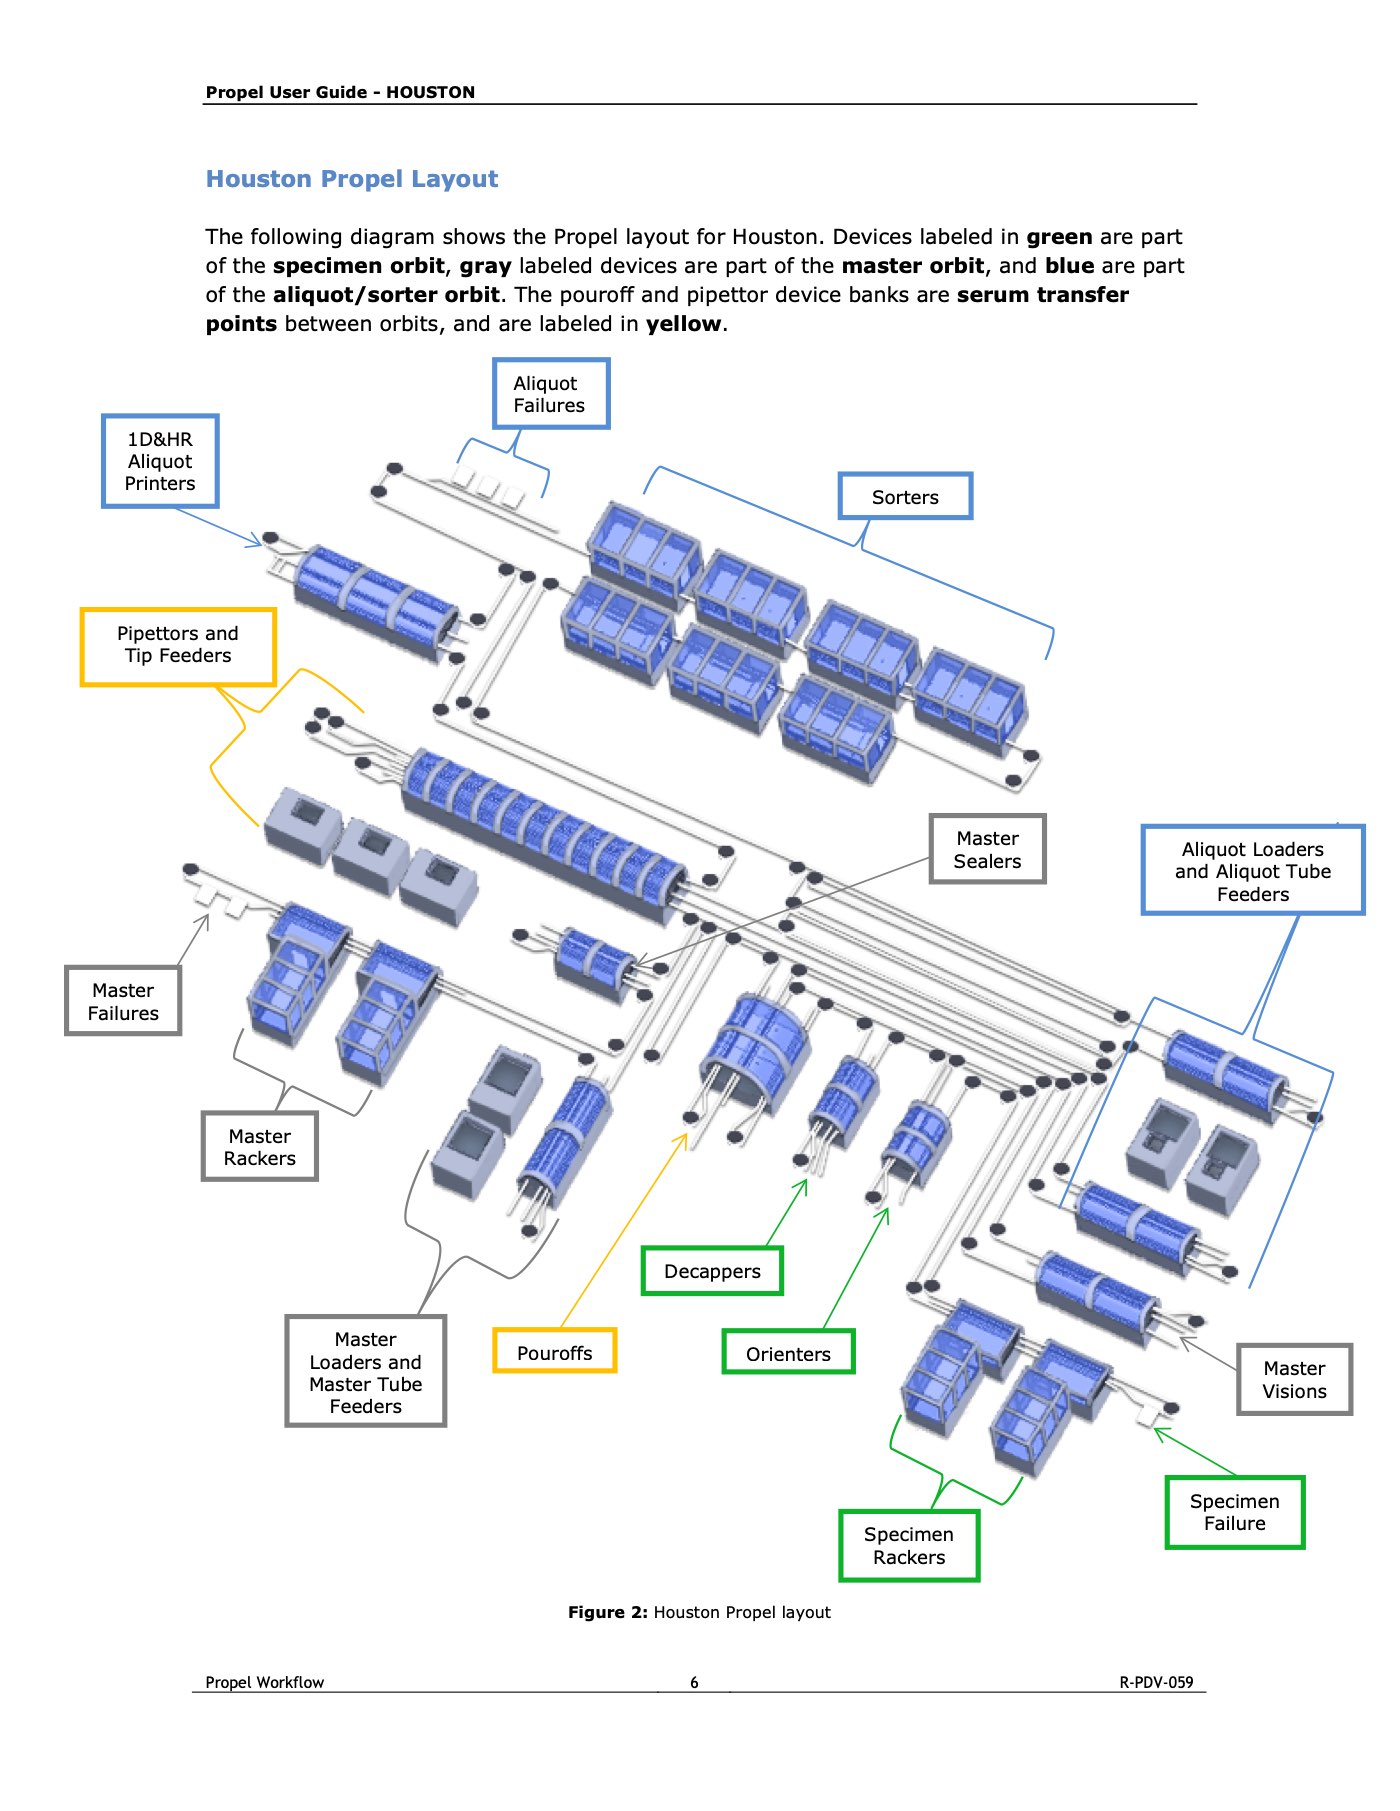 Propel User Guide - HOUSTON
Houston Propel Layout
The following diagram shows the Propel layout for Houston. Devices labeled in green are part
of the specimen orbit, gray labeled devices are part of the master orbit, and blue are part
of the aliquot/sorter orbit. The pouroff and pipettor device banks are serum transfer
points between orbits, and are labeled in yellow.
Aliquot
Failures
1D&HR
Aliquot
Printers
Sorters
Pipettors and
Tip Feeders
Master
Sealers
Aliquot Loaders
and Aliquot Tube
Feeders
Master
Failures
Master
Rackers
Decappers
Master
Loaders and
Master Tube
Feeders
Pouroffs
Orienters
Master
Visions
Specimen
Failure
Specimen
Rackers
Figure 2: Houston Propel layout
Propel Workflow
6
R-PDV-059